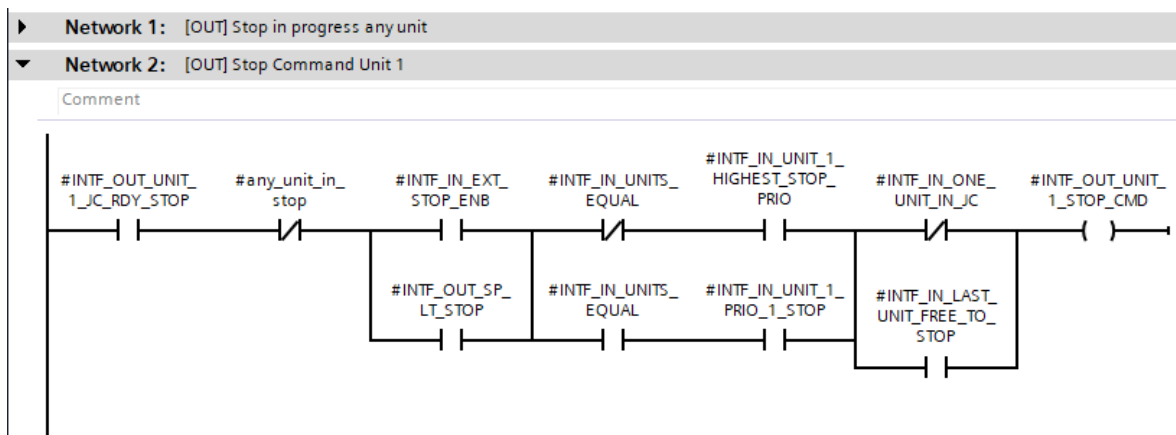 Network 1: [OUT] Stop in progress any unit
Network 2: [OUT] Stop Command Unit 1
Comment
#INTF_OUT_UNIT_
1_JC_RDY_STOP
#any_unit_in_
stop
#INTF_IN_EXT_
STOP_ENB
#INTF_IN_UNITS_
EQUAL
#INTF_IN_UNIT_1_
HIGHEST_STOP_
PRIO
#INTF_IN_ONE_
UNIT_IN_JC
#INTF_OUT_UNIT_
1_STOP_CMD
#INTF_OUT_SP_
LT_STOP
#INTF_IN_UNITS_
EQUAL
#INTF_IN_UNIT_1_
PRIO_1_STOP
#INTF_IN_LAST_
UNIT_FREE_TO_
STOP